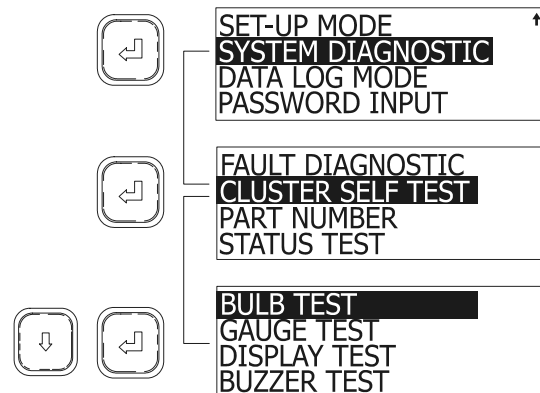 SET-UP MODE
SYSTEM DIAGNOSTIC
DATA LOG MODE
PASSWORD INPUT
FAULT DIAGNOSTIC
CLUSTER SELF TEST
PART NUMBER
STATUS TEST
BULB TEST
GAUGE TEST
DISPLAY TEST
BUZZER TEST